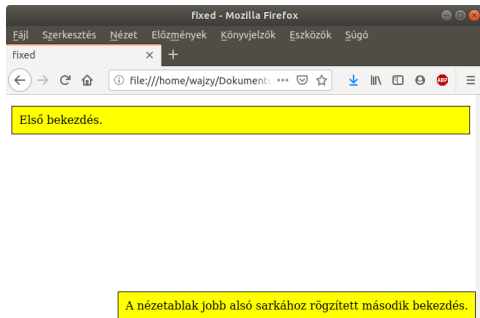 fixed - Mozilla Firefox
Fájl Szerkesztés Nézet Előzmények Könyvjelzők Eszközök Súgó
fixed
file:///home/wajzy/Dokument
ABP
Első bekezdés.
A nézetablak jobb alsó sarkához rögzített második bekezdés.